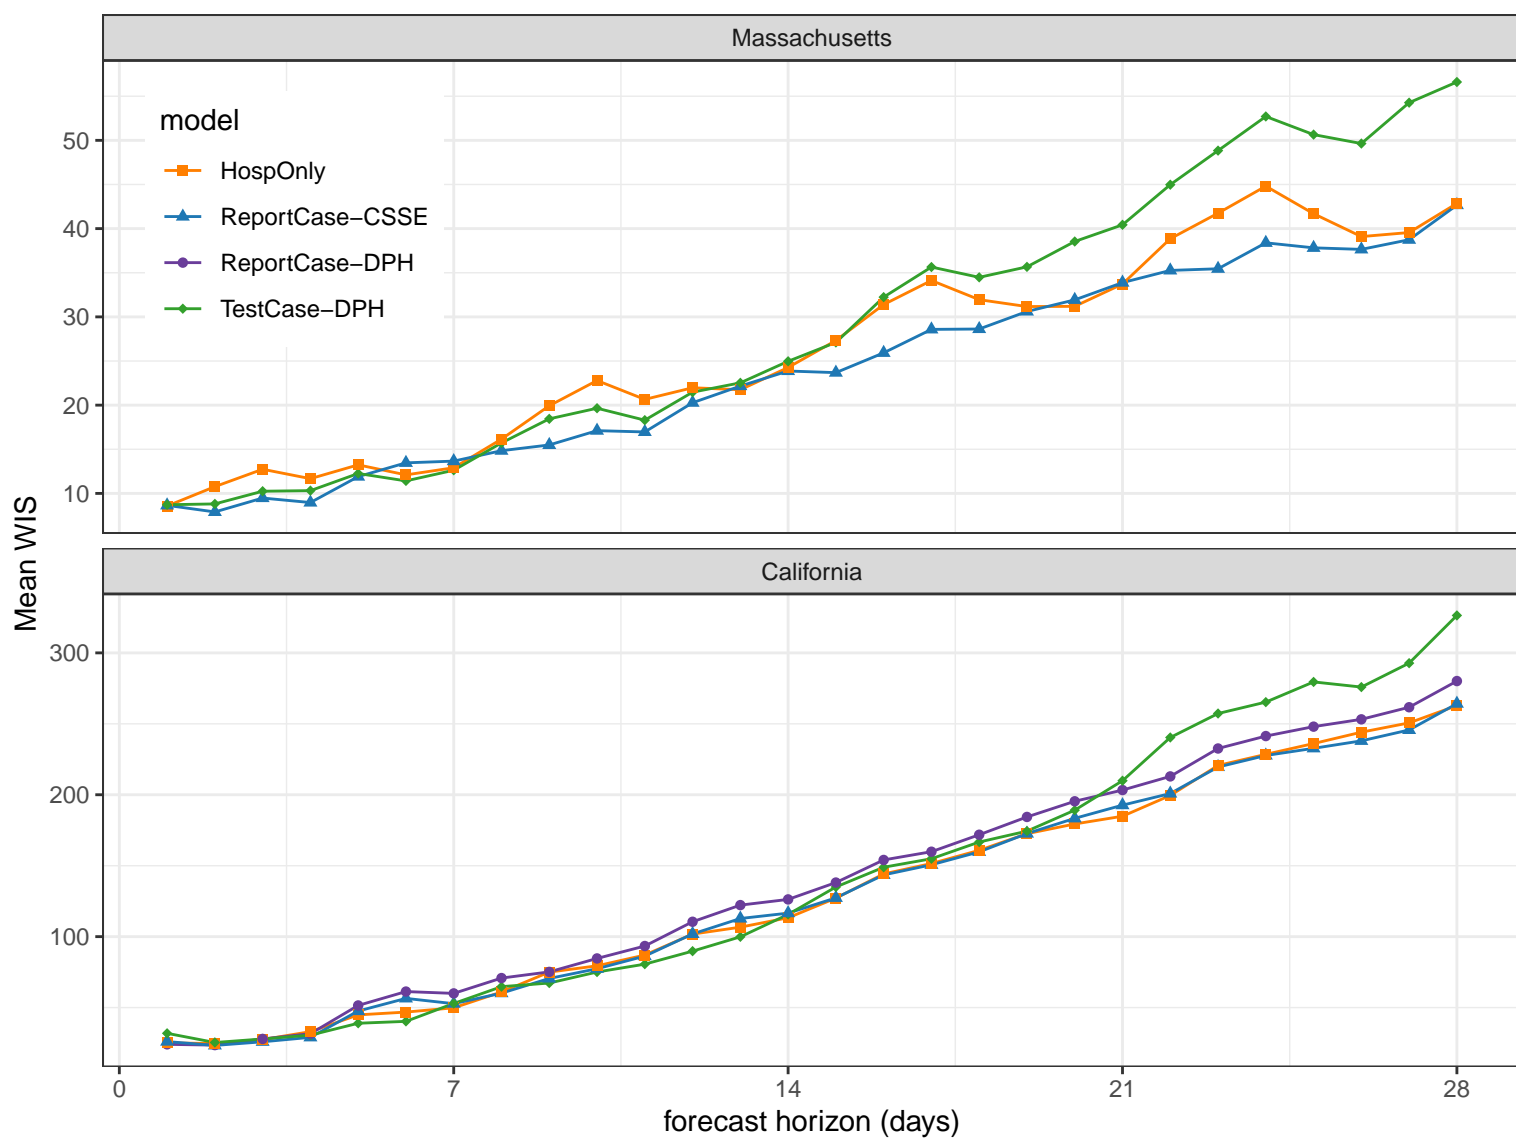 Massachusetts
model
HospOnly
ReportCase−CSSE
ReportCase−DPH
TestCase−DPH
50
40
30
20
10
Mean WIS
California
300
200
100
0 7 14 21 28
forecast horizon (days)